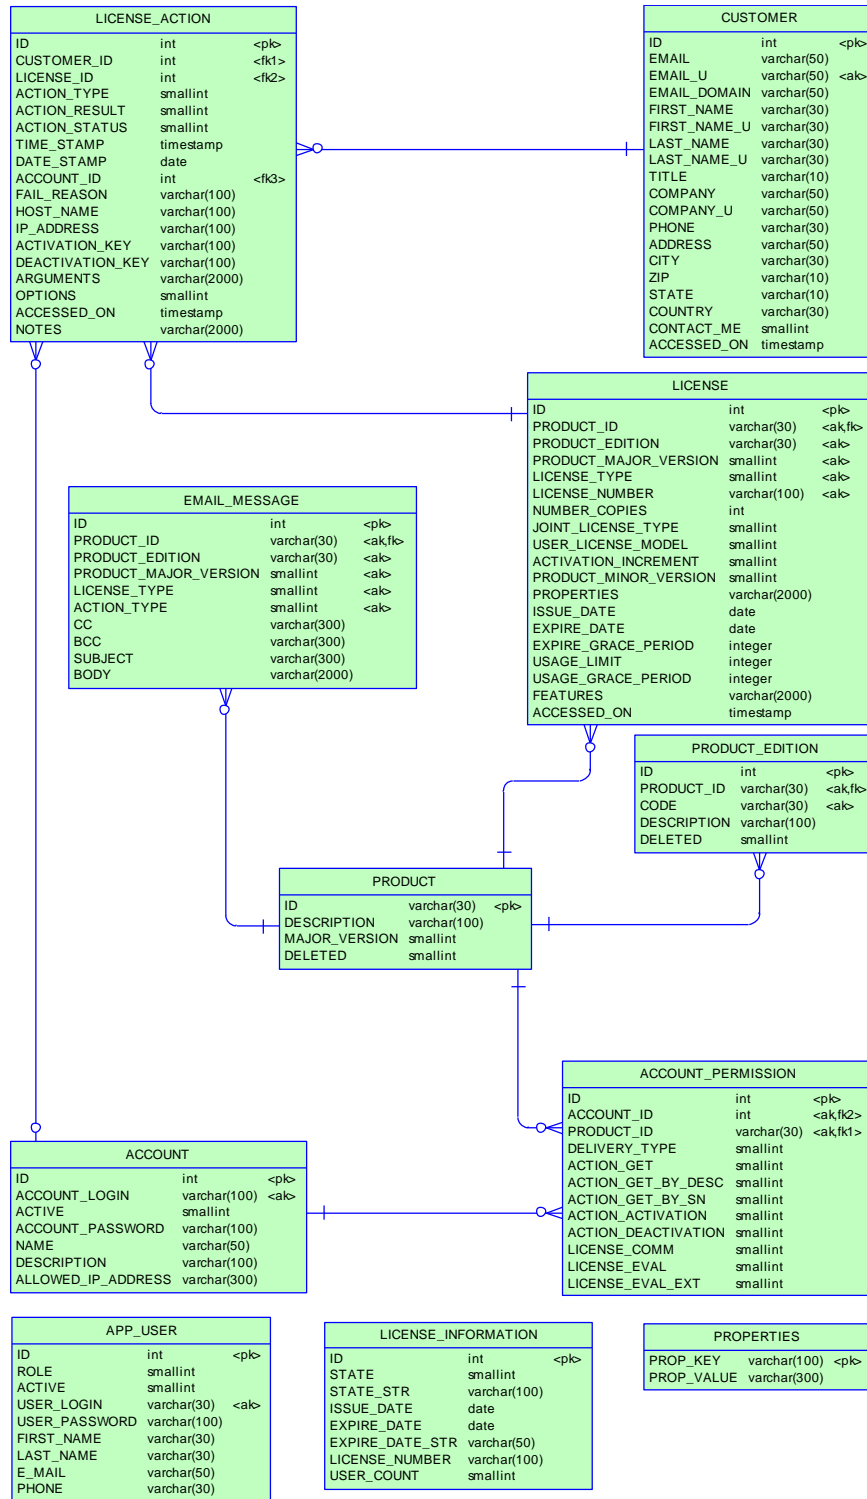 LICENSE_ACTION
ID int <pk>
CUSTOMER_ID int <fk1>
LICENSE_ID int <fk2>
ACTION_TYPE smallint
ACTION_RESULT smallint
ACTION_STATUS smallint
TIME_STAMP timestamp
DATE_STAMP date
ACCOUNT_ID int <fk3>
FAIL_REASON varchar(100)
HOST_NAME varchar(100)
IP_ADDRESS varchar(100)
ACTIVATION_KEY varchar(100)
DEACTIVATION_KEY varchar(100)
ARGUMENTS varchar(2000)
OPTIONS smallint
ACCESSED_ON timestamp
NOTES varchar(2000)
CUSTOMER
ID int <pk>
EMAIL varchar(50)
EMAIL_U varchar(50) <ak>
EMAIL_DOMAIN varchar(50)
FIRST_NAME varchar(30)
FIRST_NAME_U varchar(30)
LAST_NAME varchar(30)
LAST_NAME_U varchar(30)
TITLE varchar(10)
COMPANY varchar(50)
COMPANY_U varchar(50)
PHONE varchar(30)
ADDRESS varchar(50)
CITY varchar(30)
ZIP varchar(10)
STATE varchar(10)
COUNTRY varchar(30)
CONTACT_ME smallint
ACCESSED_ON timestamp
LICENSE
ID int <pk>
PRODUCT_ID varchar(30) <ak,fk>
PRODUCT_EDITION varchar(30) <ak>
PRODUCT_MAJOR_VERSION smallint <ak>
LICENSE_TYPE smallint <ak>
LICENSE_NUMBER varchar(100) <ak>
NUMBER_COPIES int
JOINT_LICENSE_TYPE smallint
USER_LICENSE_MODEL smallint
ACTIVATION_INCREMENT smallint
PRODUCT_MINOR_VERSION smallint
PROPERTIES varchar(2000)
ISSUE_DATE date
EXPIRE_DATE date
EXPIRE_GRACE_PERIOD integer
USAGE_LIMIT integer
USAGE_GRACE_PERIOD integer
FEATURES varchar(2000)
ACCESSED_ON timestamp
EMAIL_MESSAGE
ID int <pk>
PRODUCT_ID varchar(30) <ak,fk>
PRODUCT_EDITION varchar(30) <ak>
PRODUCT_MAJOR_VERSION smallint <ak>
LICENSE_TYPE smallint <ak>
ACTION_TYPE smallint <ak>
CC varchar(300)
BCC varchar(300)
SUBJECT varchar(300)
BODY varchar(2000)
PRODUCT_EDITION
ID int <pk>
PRODUCT_ID varchar(30) <ak,fk>
CODE varchar(30) <ak>
DESCRIPTION varchar(100)
DELETED smallint
PRODUCT
ID varchar(30) <pk>
DESCRIPTION varchar(100)
MAJOR_VERSION smallint
DELETED smallint
ACCOUNT_PERMISSION
ID int <pk>
ACCOUNT_ID int <ak,fk2>
PRODUCT_ID varchar(30) <ak,fk1>
DELIVERY_TYPE smallint
ACTION_GET smallint
ACTION_GET_BY_DESC smallint
ACTION_GET_BY_SN smallint
ACTION_ACTIVATION smallint
ACTION_DEACTIVATION smallint
LICENSE_COMM smallint
LICENSE_EVAL smallint
LICENSE_EVAL_EXT smallint
ACCOUNT
ID int <pk>
ACCOUNT_LOGIN varchar(100) <ak>
ACTIVE smallint
ACCOUNT_PASSWORD varchar(100)
NAME varchar(50)
DESCRIPTION varchar(100)
ALLOWED_IP_ADDRESS varchar(300)
APP_USER
ID int <pk>
ROLE smallint
ACTIVE smallint
USER_LOGIN varchar(30) <ak>
USER_PASSWORD varchar(100)
FIRST_NAME varchar(30)
LAST_NAME varchar(30)
E_MAIL varchar(50)
PHONE varchar(30)
LICENSE_INFORMATION
ID int <pk>
STATE smallint
STATE_STR varchar(100)
ISSUE_DATE date
EXPIRE_DATE date
EXPIRE_DATE_STR varchar(50)
LICENSE_NUMBER varchar(100)
USER_COUNT smallint
PROPERTIES
PROP_KEY varchar(100) <pk>
PROP_VALUE varchar(300)